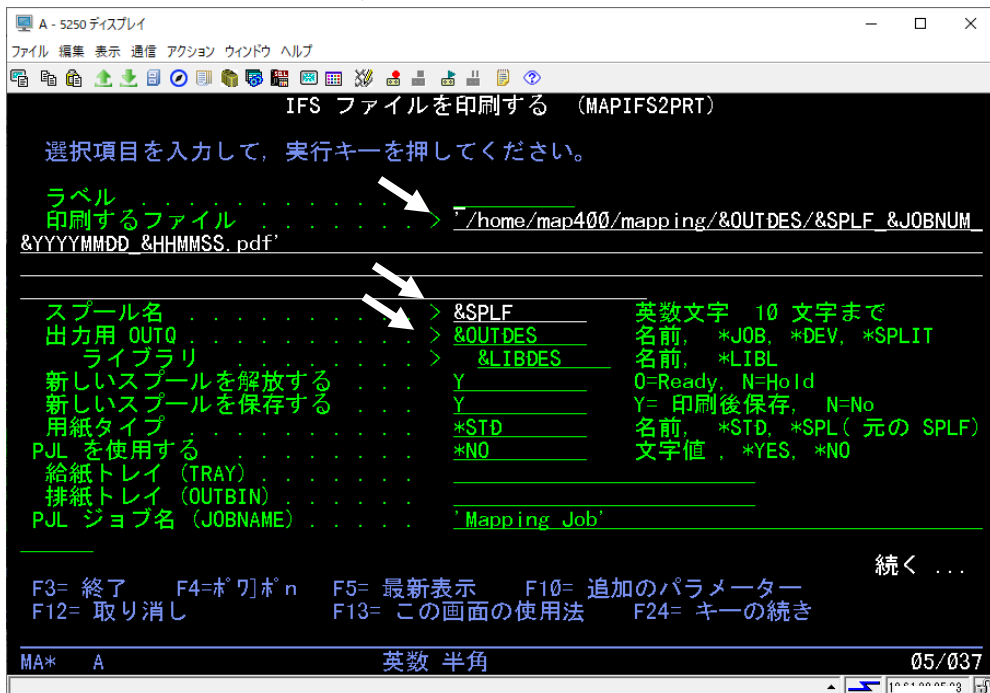 A - 5250 ディスプレイ
ファイル 編集 表示 通信 アクション ウィンドウ ヘルプ
IFS ファイルを印刷する (MAPIFS2PRT)
選択項目を入力して, 実行キーを押してください。
ラベル . . . . . . . . . . . . .
印刷するファイル . . . . . . . . > '/home/map400/mapping/&OUTDES/&SPLF_&JOBNUM_
&YYYYMMDD_&HHMMSS.pdf'
スプール名 . . . . . . . . . . . > &SPLF 英数文字 10 文字まで
出力用 OUTQ . . . . . . . . . . > &OUTDES 名前, *JOB, *DEV, *SPLIT
ライブラリ . . . . . . . . . . > &LIBDES 名前, *LIBL
新しいスプールを解放する . . . Y O=Ready, N=Hold
新しいスプールを保存する . . . Y Y= 印刷後保存, N=No
用紙タイプ . . . . . . . . . . . *STD 名前, *STD, *SPL( 元の SPLF)
PJL を使用する . . . . . . . . *NO 文字値 , *YES, *NO
給紙トレイ (TRAY) . . . . . . .
排紙トレイ (OUTBIN) . . . . . .
PJL ジョブ名 (JOBNAME) . . . . . 'Mapping Job'
続く ...
F3= 終了 F4=ﾎﾟﾜ]ﾎﾟn F5= 最新表示 F10= 追加のパラメーター
F12= 取り消し F13= この画面の使用法 F24= キーの続き
MA* A 英数 半角 05/037